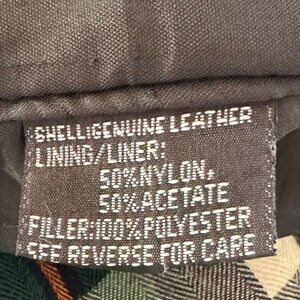 SHELL:GENUINE LEATHER
LINING/LINER:
50%NYLON,
50%ACETATE
FILLER:100%POLYESTER
SEE REVERSE FOR CARE